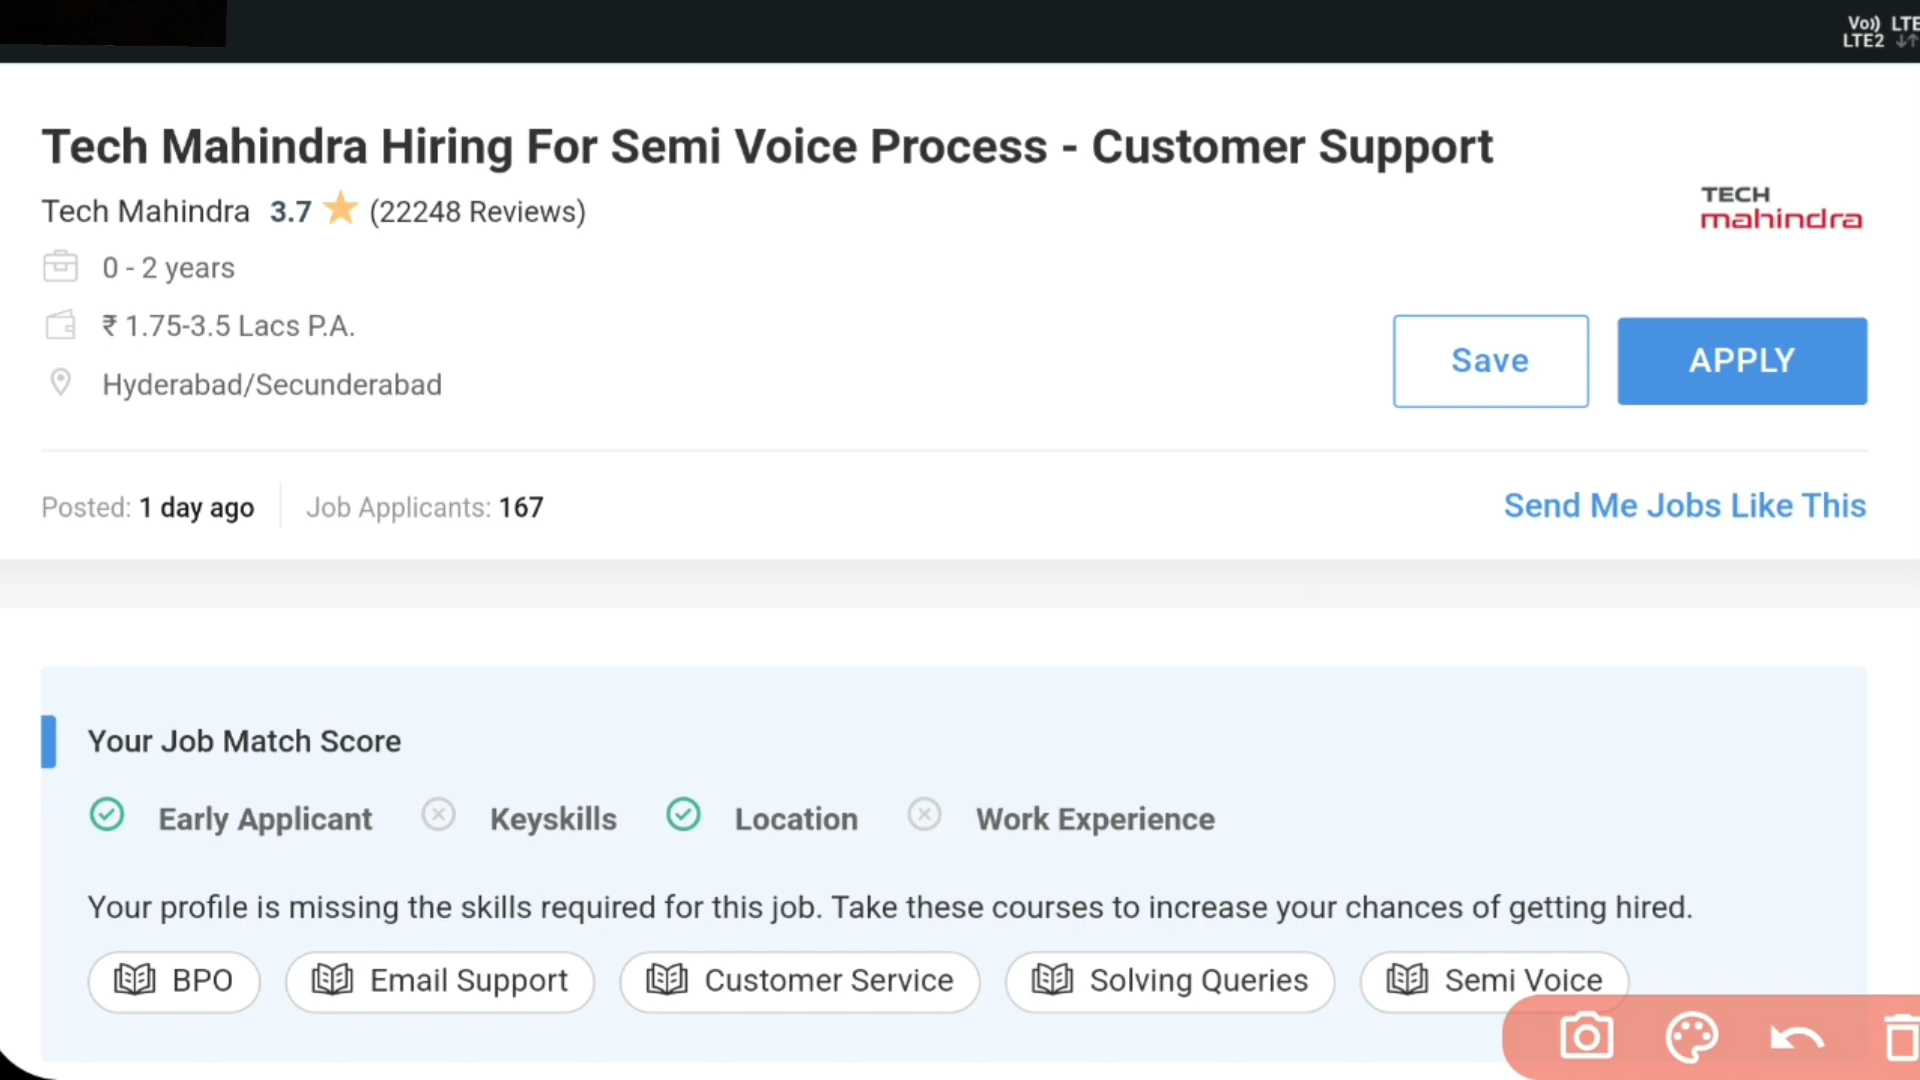 Vo)) LTE
LTE2
Tech Mahindra Hiring For Semi Voice Process - Customer Support
Tech Mahindra 3.7 (22248 Reviews)
TECH
mahindra
0 - 2 years
₹ 1.75-3.5 Lacs P.A.
Hyderabad/Secunderabad
Save
APPLY
Posted: 1 day ago
Job Applicants: 167
Send Me Jobs Like This
Your Job Match Score
Early Applicant Keyskills Location Work Experience
Your profile is missing the skills required for this job. Take these courses to increase your chances of getting hired.
BPO Email Support Customer Service Solving Queries Semi Voice